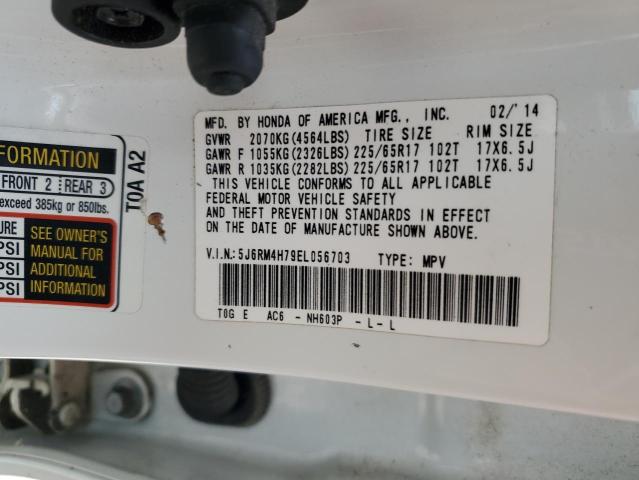 MFD. BY HONDA OF AMERICA MFG., INC. 02/'14
GVWR 2070KG(4564LBS) TIRE SIZE RIM SIZE
GAWR F 1055KG(2326LBS) 225/65R17 102T 17X6.5J
GAWR R 1035KG(2282LBS) 225/65R17 102T 17X6.5J
THIS VEHICLE CONFORMS TO ALL APPLICABLE
FEDERAL MOTOR VEHICLE SAFETY
AND THEFT PREVENTION STANDARDS IN EFFECT
ON THE DATE OF MANUFACTURE SHOWN ABOVE.
V.I.N.:5J6RM4H79EL056703 TYPE: MPV
T0G E AC6 - NH603P - L - L
FORMATION
FRONT 2 REAR 3
exceed 385kg or 850lbs.
URE
PSI
PSI
PSI
SEE OWNER'S
MANUAL FOR
ADDITIONAL
INFORMATION
T0A A2